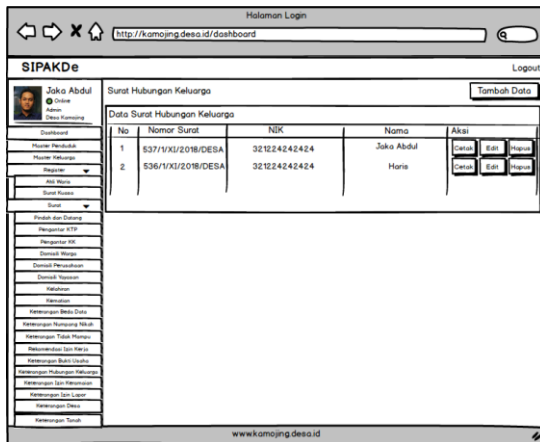 Halaman Login
http://kamojing.desa.id/dashboard
SIPAKDe
Logout
Jaka Abdul
Online
Admin
Desa Kamojing
Surat Hubungan Keluarga
Tambah Data
Data Surat Hubungan Keluarga
No Nomor Surat NIK Nama Aksi
1 537/1/XI/2018/DESA 321224242424 Jaka Abdul Cetak Edit Hapus
2 536/1/XI/2018/DESA 321224242424 Haris Cetak Edit Hapus
Dashboard
Master Penduduk
Master Keluarga
Register
Ahli Waris
Surat Kuasa
Surat
Pindah dan Datang
Pengantar KTP
Pengantar KK
Domisili Warga
Domisili Perusahaan
Domisili Yayasan
Kelahiran
Kematian
Keterangan Beda Data
Keterangan Numpang Nikah
Keterangan Tidak Mampu
Rekomendasi Izin Kerja
Keterangan Bukti Usaha
Keterangan Hubungan Keluarga
Keterangan Izin Keramaian
Keterangan Izin Lapor
Keterangan Desa
Keterangan Tanah
www.kamojing.desa.id